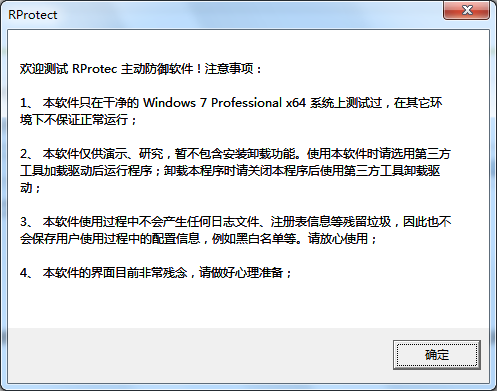 RProtect
欢迎测试 RProtec 主动防御软件！注意事项：
1、 本软件只在干净的 Windows 7 Professional x64 系统上测试过，在其它环
境下不保证正常运行；
2、 本软件仅供演示、研究，暂不包含安装卸载功能。使用本软件时请选用第三方
工具加载驱动后运行程序；卸载本程序时请关闭本程序后使用第三方工具卸载驱
动；
3、 本软件使用过程中不会产生任何日志文件、注册表信息等残留垃圾，因此也不
会保存用户使用过程中的配置信息，例如黑白名单等。请放心使用；
4、 本软件的界面目前非常残念，请做好心理准备；
确定